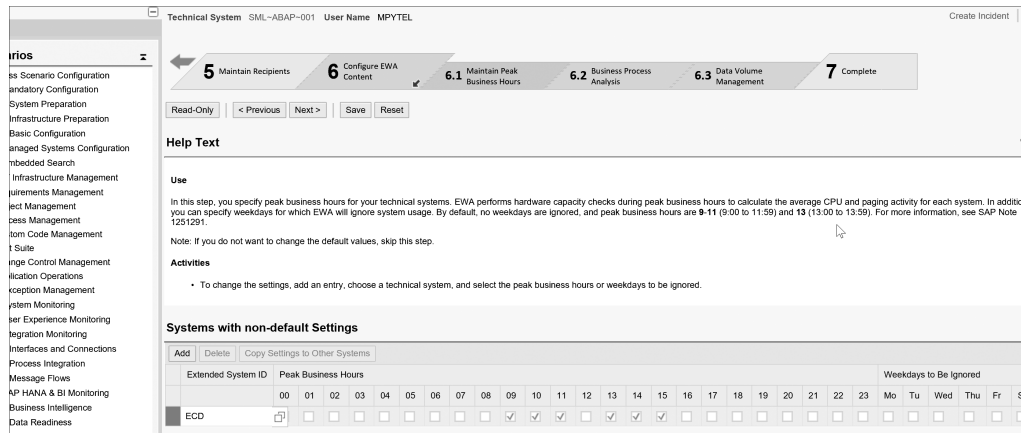 Technical System SML~ABAP~001 User Name MPYTEL
Create Incident
5 Maintain Recipients
6 Configure EWA Content
6.1 Maintain Peak Business Hours
6.2 Business Process Analysis
6.3 Data Volume Management
7 Complete
Read-Only < Previous Next > Save Reset
Help Text
Use
In this step, you specify peak business hours for your technical systems. EWA performs hardware capacity checks during peak business hours to calculate the average CPU and paging activity for each system. In additio
you can specify weekdays for which EWA will ignore system usage. By default, no weekdays are ignored, and peak business hours are 9-11 (9:00 to 11:59) and 13 (13:00 to 13:59). For more information, see SAP Note
1251291.
Note: If you do not want to change the default values, skip this step.
Activities
• To change the settings, add an entry, choose a technical system, and select the peak business hours or weekdays to be ignored.
Systems with non-default Settings
Add Delete Copy Settings to Other Systems
Extended System ID Peak Business Hours Weekdays to Be Ignored
00 01 02 03 04 05 06 07 08 09 10 11 12 13 14 15 16 17 18 19 20 21 22 23 Mo Tu Wed Thu Fr S
ECD
arios
ss Scenario Configuration
andatory Configuration
System Preparation
Infrastructure Preparation
Basic Configuration
anaged Systems Configuration
mbedded Search
Infrastructure Management
quirements Management
ject Management
cess Management
tom Code Management
t Suite
ange Control Management
plication Operations
xception Management
ystem Monitoring
ser Experience Monitoring
tegration Monitoring
Interfaces and Connections
Process Integration
Message Flows
AP HANA & BI Monitoring
Business Intelligence
Data Readiness